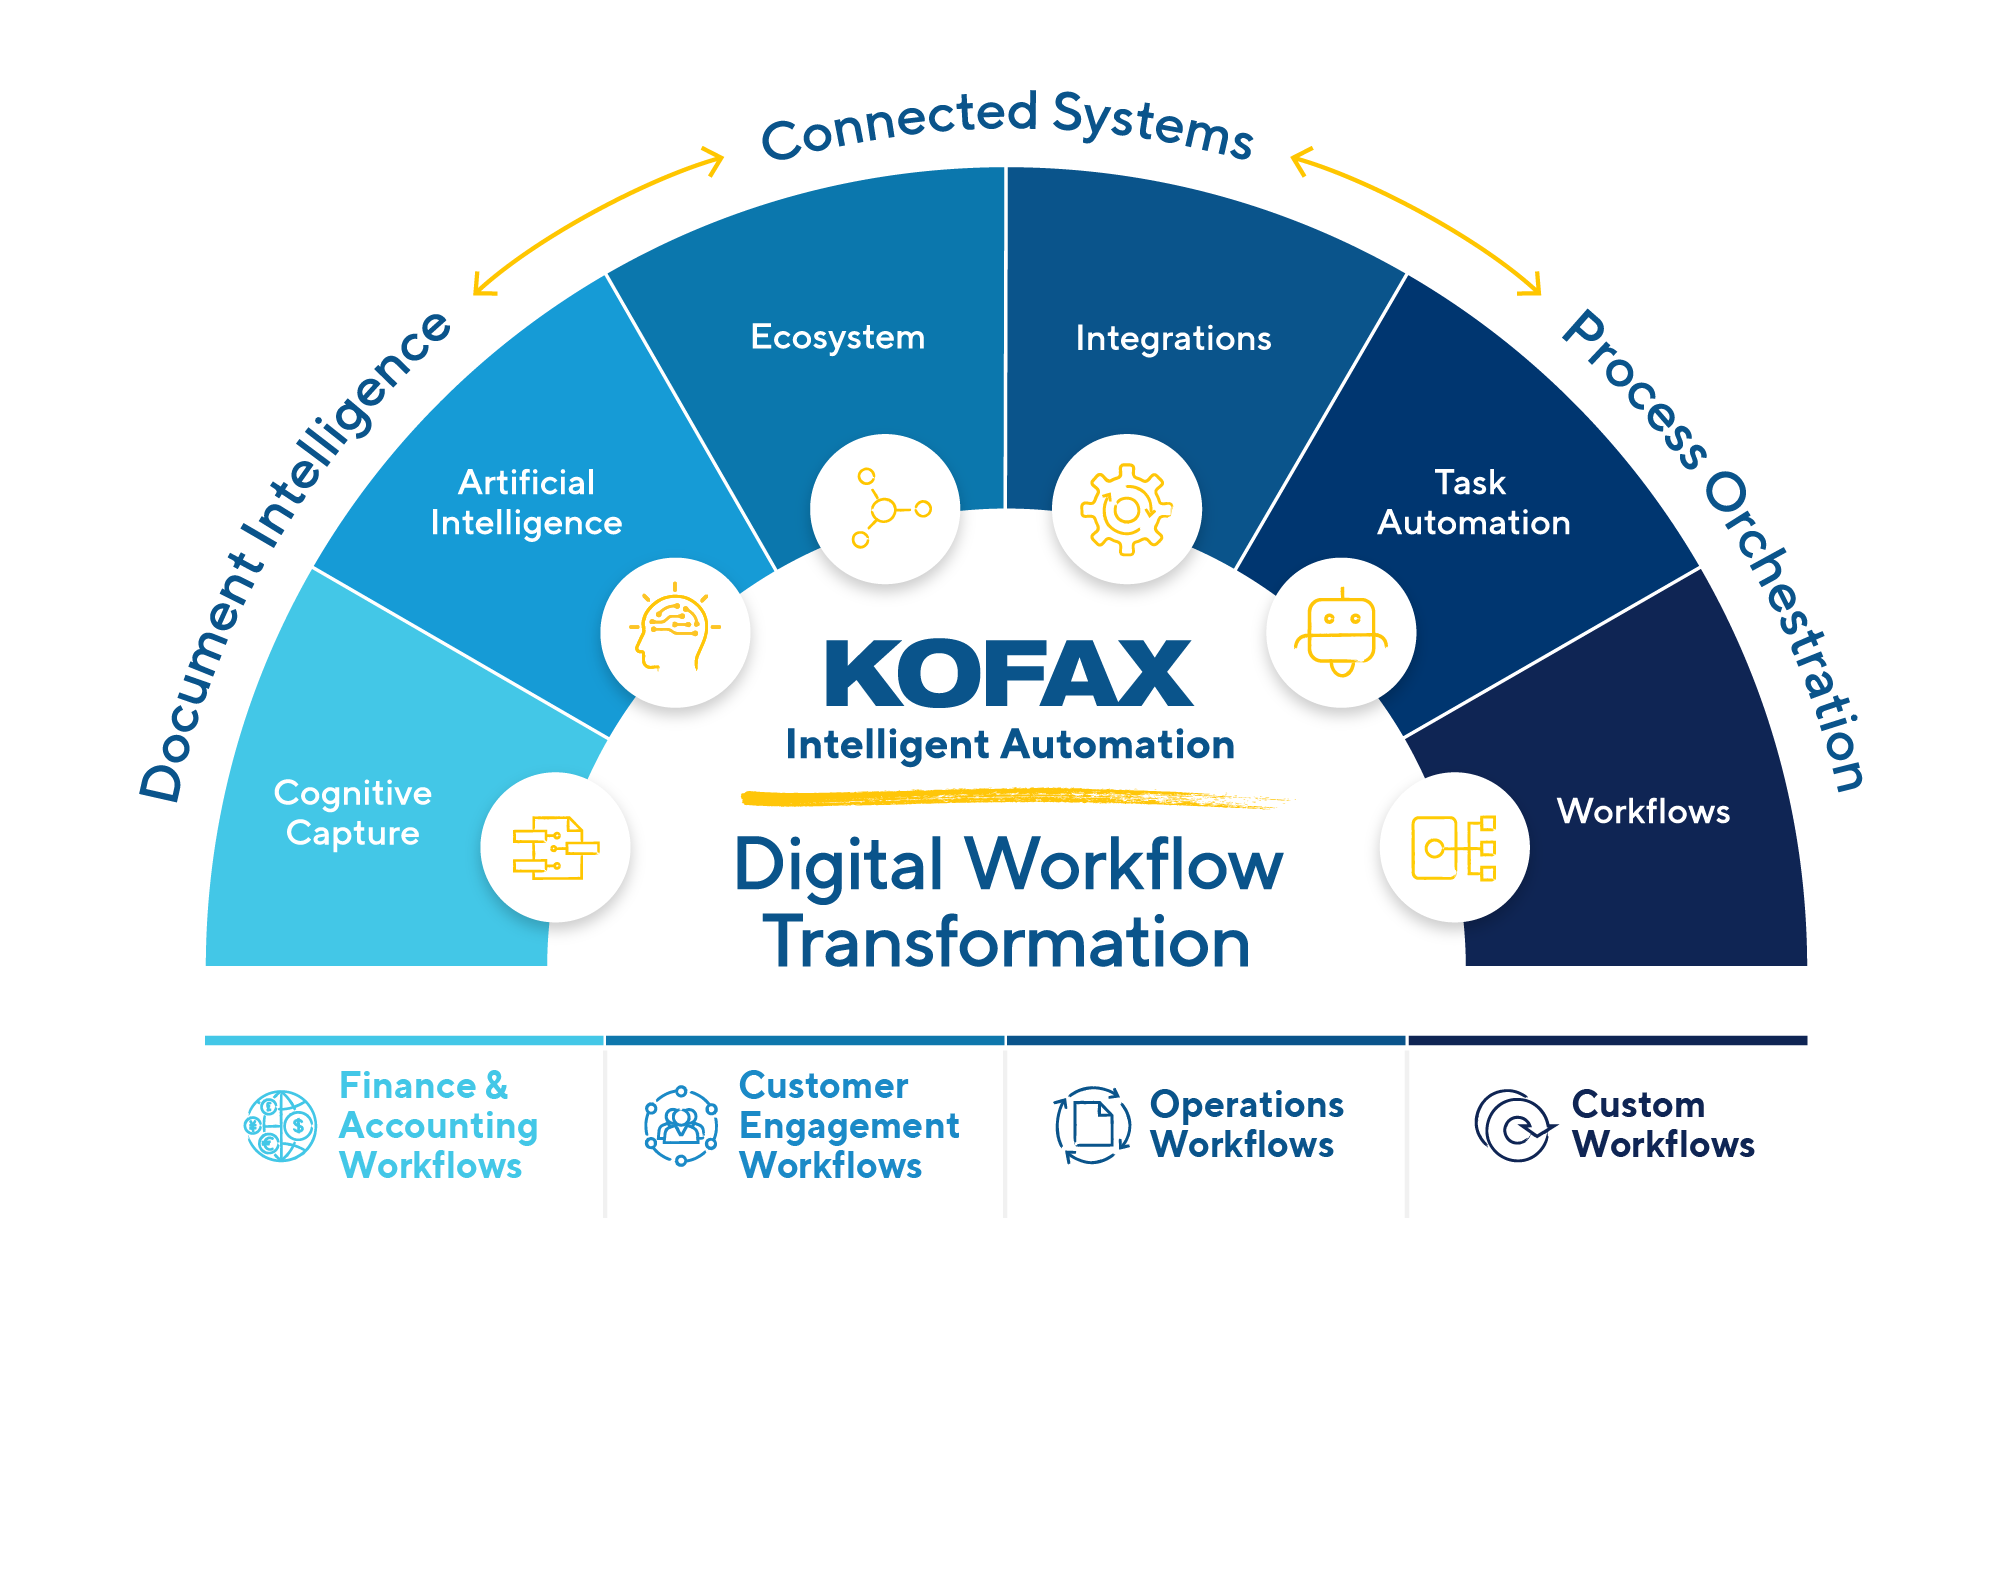 Connected Systems
Document Intelligence
Process Orchestration
Ecosystem
Integrations
Artificial
Intelligence
Task
Automation
Cognitive
Capture
Workflows
KOFAX
Intelligent Automation
Digital Workflow
Transformation
Finance &
Accounting
Workflows
Customer
Engagement
Workflows
Operations
Workflows
Custom
Workflows